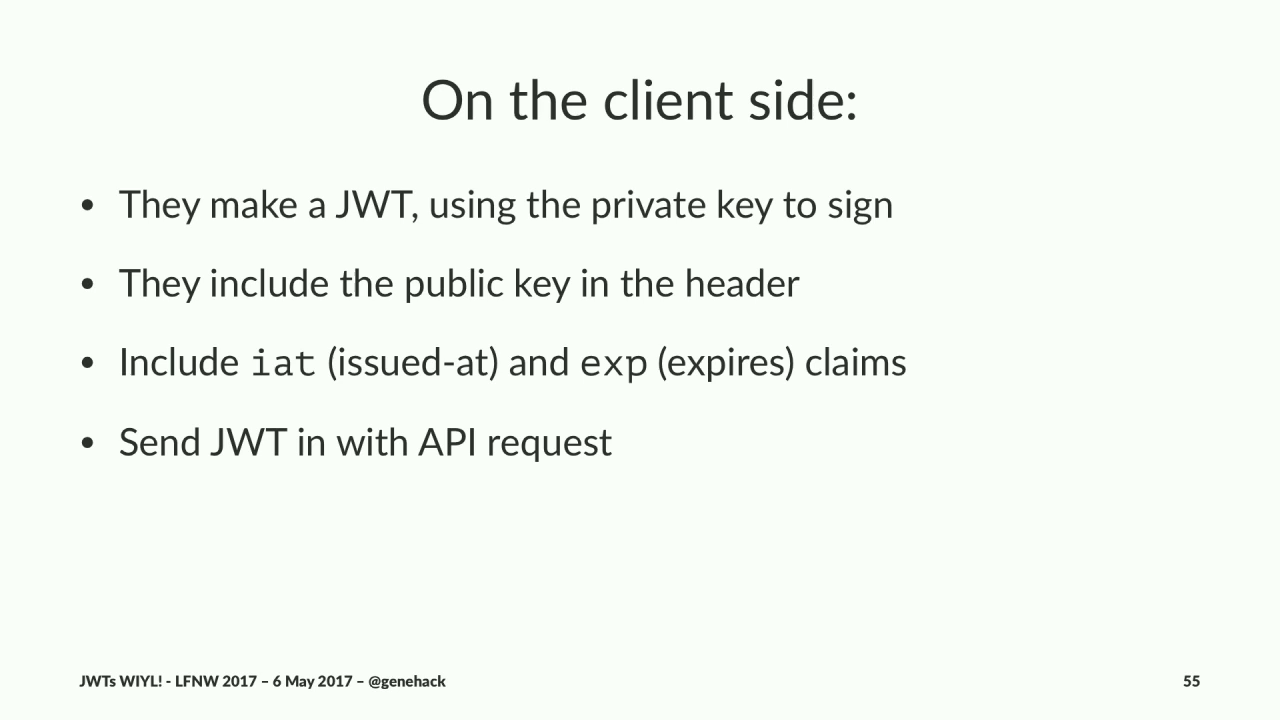 On the client side:
• They make a JWT, using the private key to sign
• They include the public key in the header
• Include iat (issued-at) and exp (expires) claims
• Send JWT in with API request
JWTs WIYL! - LFNW 2017 – 6 May 2017 – @genehack
55